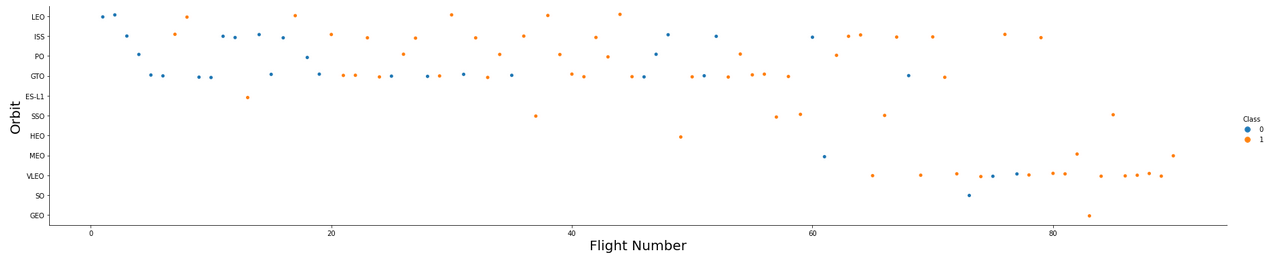 LEO
ISS
PO
GTO
ES-L1
SSO
HEO
MEO
VLEO
SO
GEO
Orbit
0 20 40 60 80
Flight Number
Class
0
1